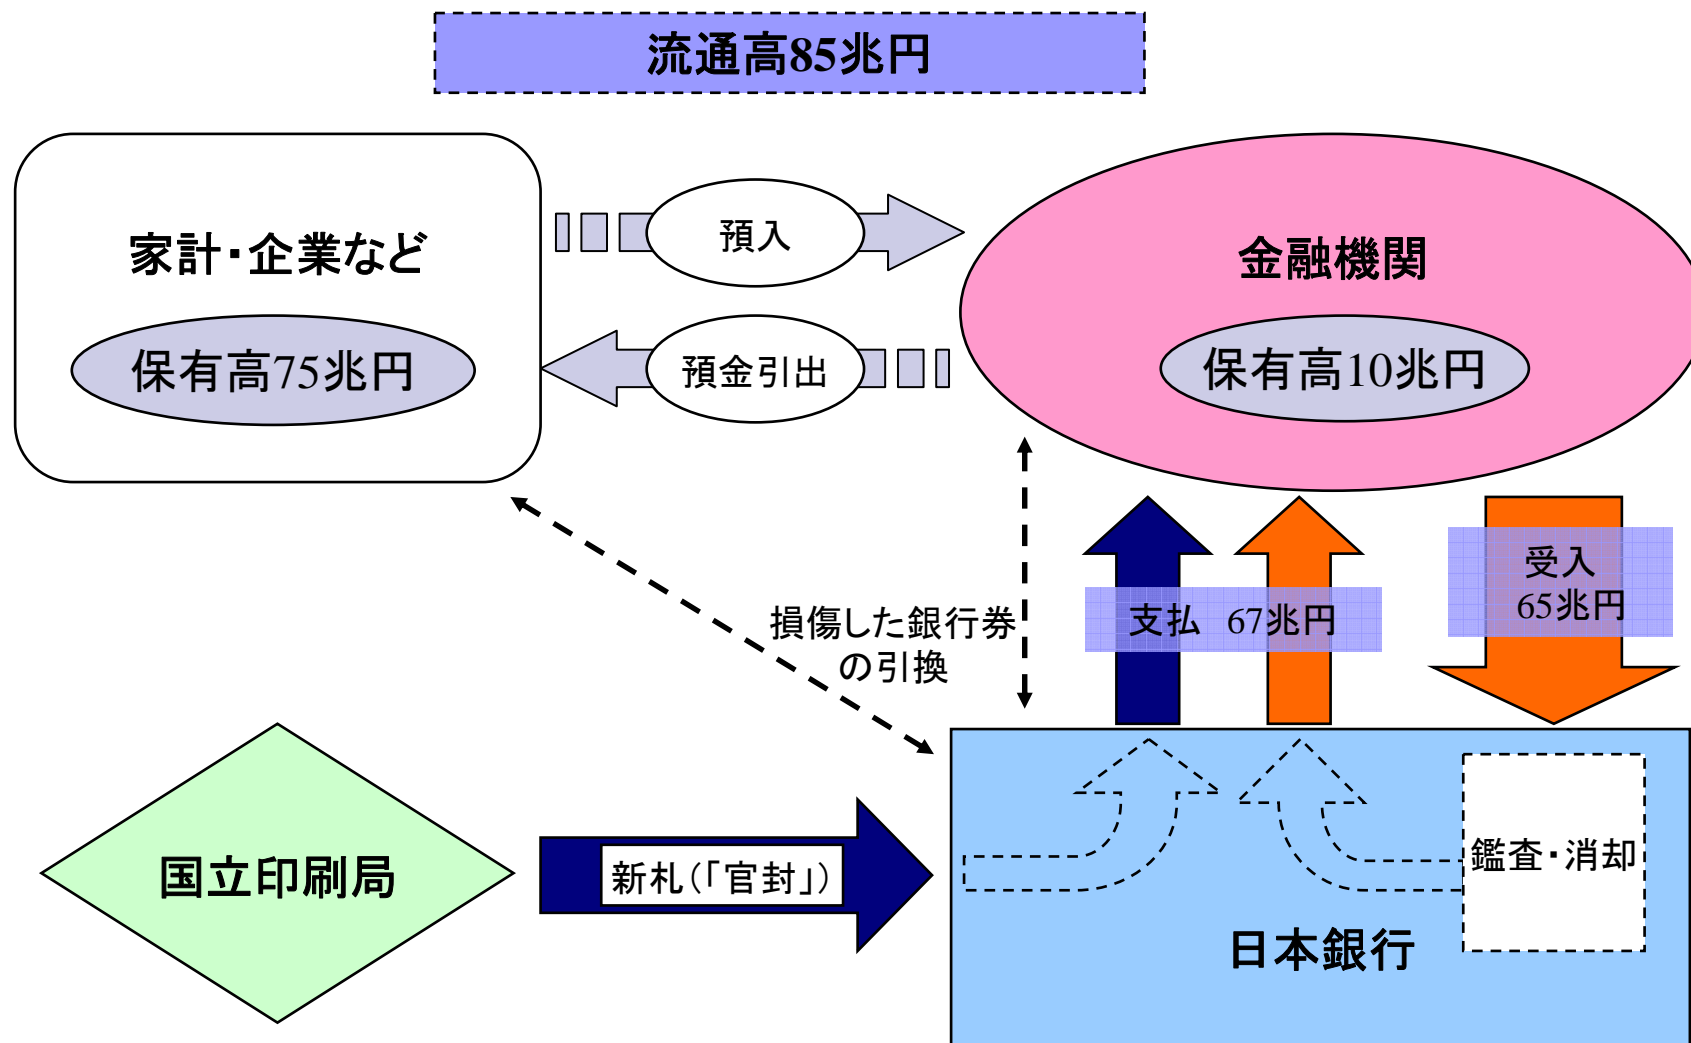 流通高85兆円
家計・企業など
保有高75兆円
預入
預金引出
金融機関
保有高10兆円
損傷した銀行券
の引換
支払　67兆円
受入
65兆円
国立印刷局
新札(「官封」)
鑑査・消却
日本銀行